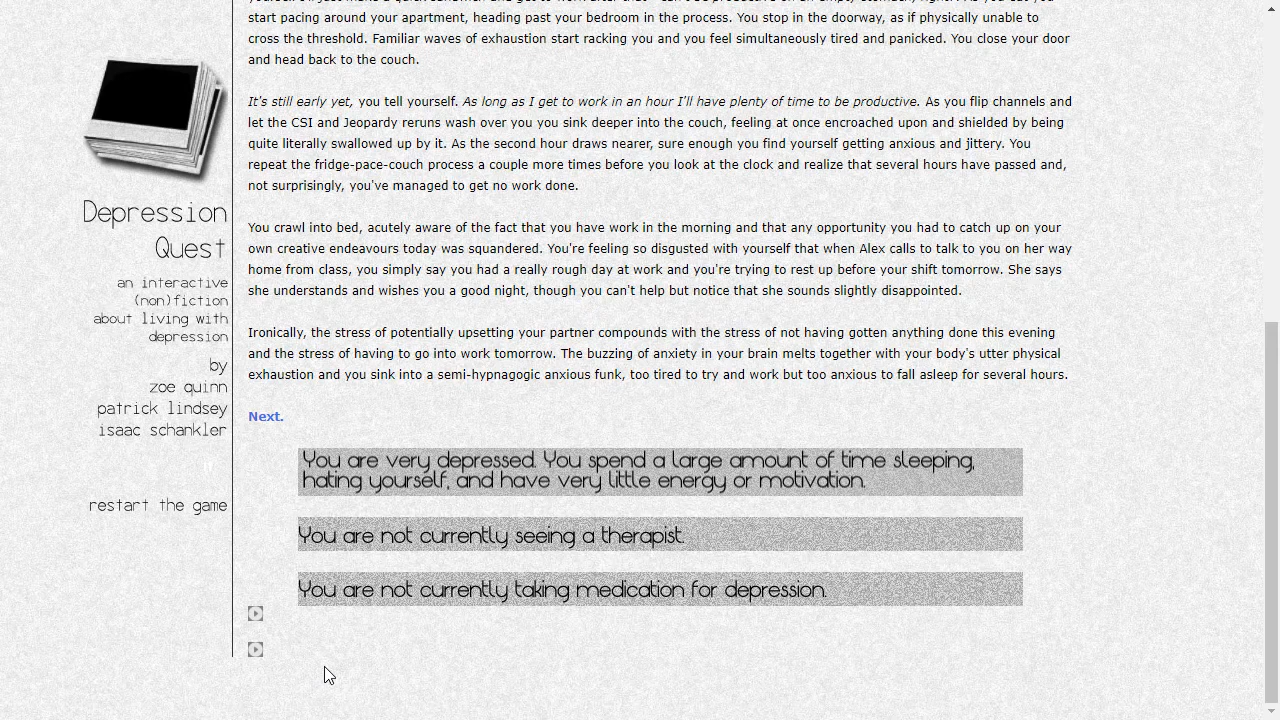 start pacing around your apartment, heading past your bedroom in the process. You stop in the doorway, as if physically unable to
cross the threshold. Familiar waves of exhaustion start racking you and you feel simultaneously tired and panicked. You close your door
and head back to the couch.
It's still early yet, you tell yourself. As long as I get to work in an hour I'll have plenty of time to be productive. As you flip channels and
let the CSI and Jeopardy reruns wash over you you sink deeper into the couch, feeling at once encroached upon and shielded by being
quite literally swallowed up by it. As the second hour draws nearer, sure enough you find yourself getting anxious and jittery. You
repeat the fridge-pace-couch process a couple more times before you look at the clock and realize that several hours have passed and,
not surprisingly, you've managed to get no work done.
You crawl into bed, acutely aware of the fact that you have work in the morning and that any opportunity you had to catch up on your
own creative endeavours today was squandered. You're feeling so disgusted with yourself that when Alex calls to talk to you on her way
home from class, you simply say you had a really rough day at work and you're trying to rest up before your shift tomorrow. She says
she understands and wishes you a good night, though you can't help but notice that she sounds slightly disappointed.
Ironically, the stress of potentially upsetting your partner compounds with the stress of not having gotten anything done this evening
and the stress of having to go into work tomorrow. The buzzing of anxiety in your brain melts together with your body's utter physical
exhaustion and you sink into a semi-hypnagogic anxious funk, too tired to try and work but too anxious to fall asleep for several hours.
Next.
You are very depressed. You spend a large amount of time sleeping,
hating yourself, and have very little energy or motivation.
You are not currently seeing a therapist.
You are not currently taking medication for depression.
Depression
Quest
an interactive
(non)fiction
about living with
depression
by
zoe quinn
patrick lindsey
isaac schankler
restart the game